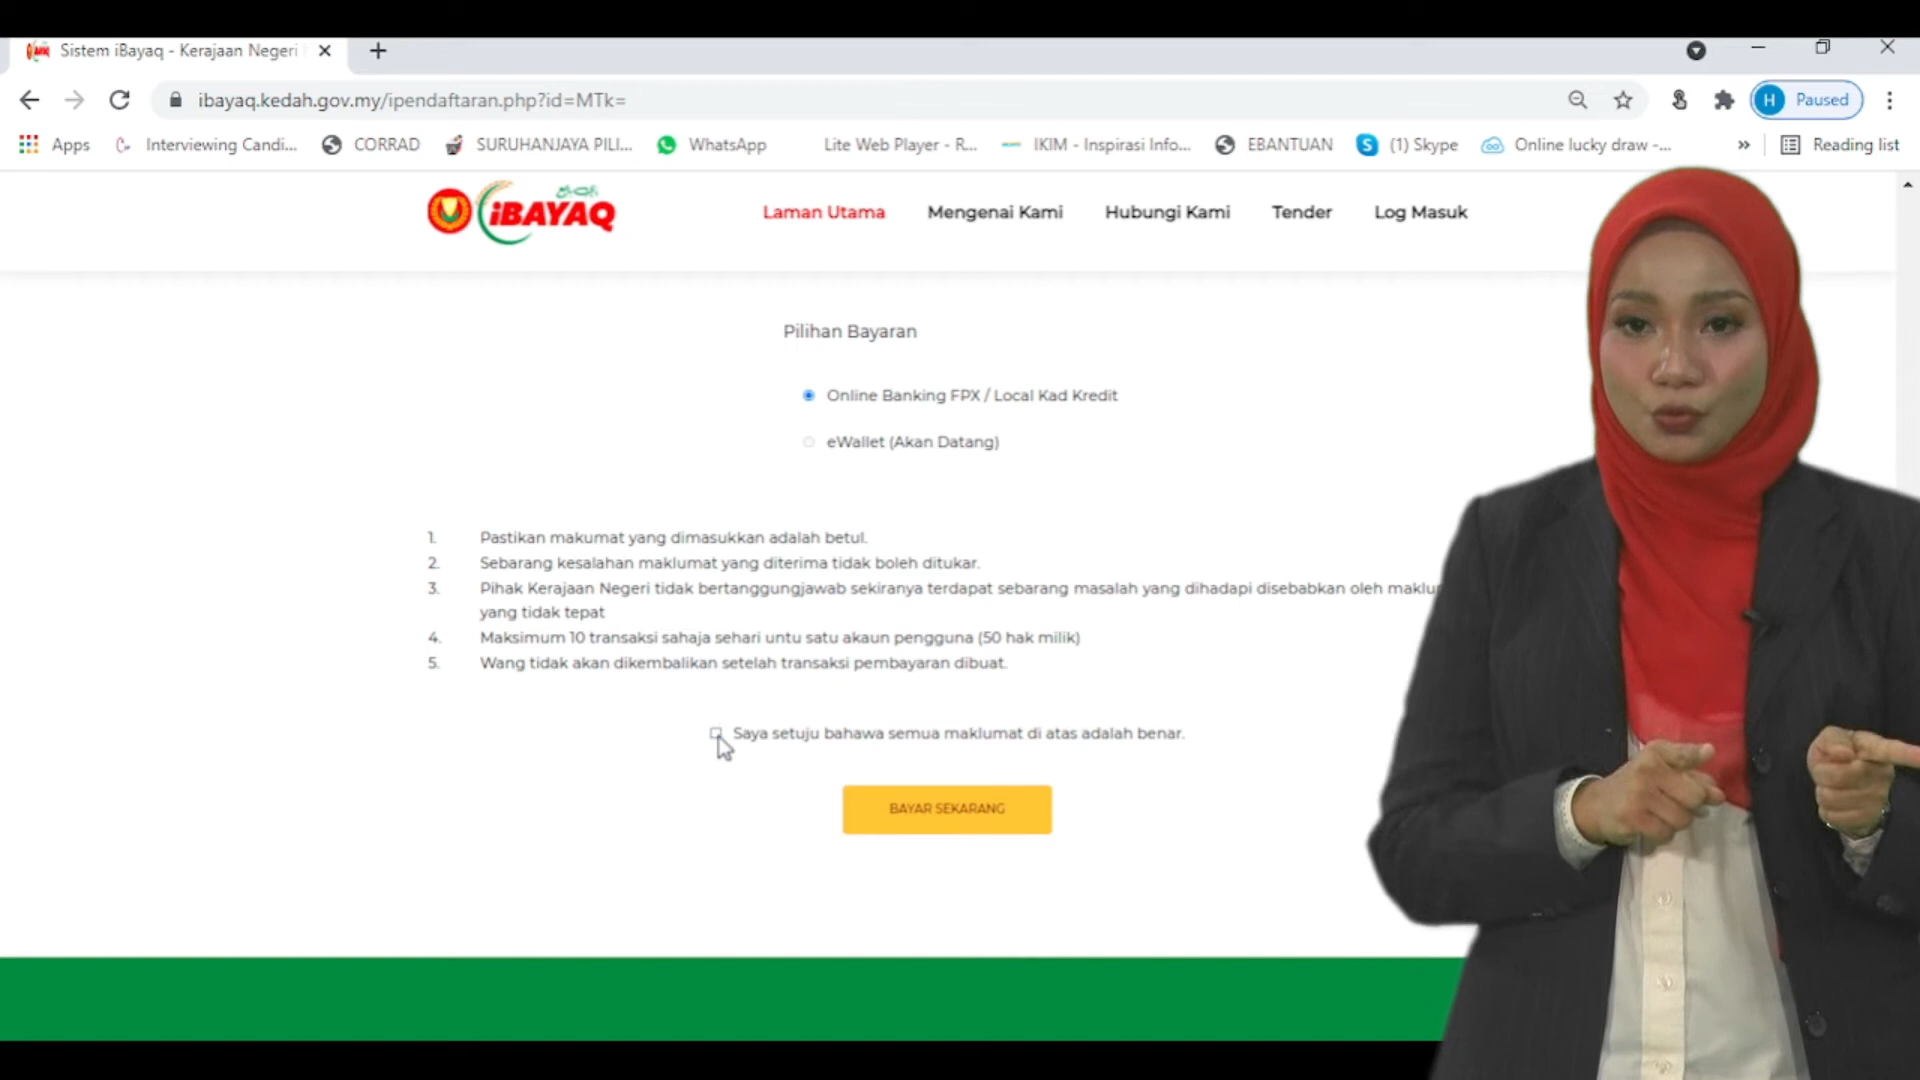 Sistem iBayaq - Kerajaan Negeri
ibayaq.kedah.gov.my/ipendaftaran.php?id=MTk=
H Paused
Apps Interviewing Candi... CORRAD SURUHANJAYA PILI... WhatsApp Lite Web Player - R... IKIM - Inspirasi Info... EBANTUAN (1) Skype Online lucky draw -... » Reading list
iBAYAQ Laman Utama Mengenai Kami Hubungi Kami Tender Log Masuk
Pilihan Bayaran
Online Banking FPX / Local Kad Kredit
eWallet (Akan Datang)
1. Pastikan makumat yang dimasukkan adalah betul.
2. Sebarang kesalahan maklumat yang diterima tidak boleh ditukar.
3. Pihak Kerajaan Negeri tidak bertanggungjawab sekiranya terdapat sebarang masalah yang dihadapi disebabkan oleh
yang tidak tepat
4. Maksimum 10 transaksi sahaja sehari untu satu akaun pengguna (50 hak milik)
5. Wang tidak akan dikembalikan setelah transaksi pembayaran dibuat.
Saya setuju bahawa semua maklumat di atas adalah benar.
BAYAR SEKARANG